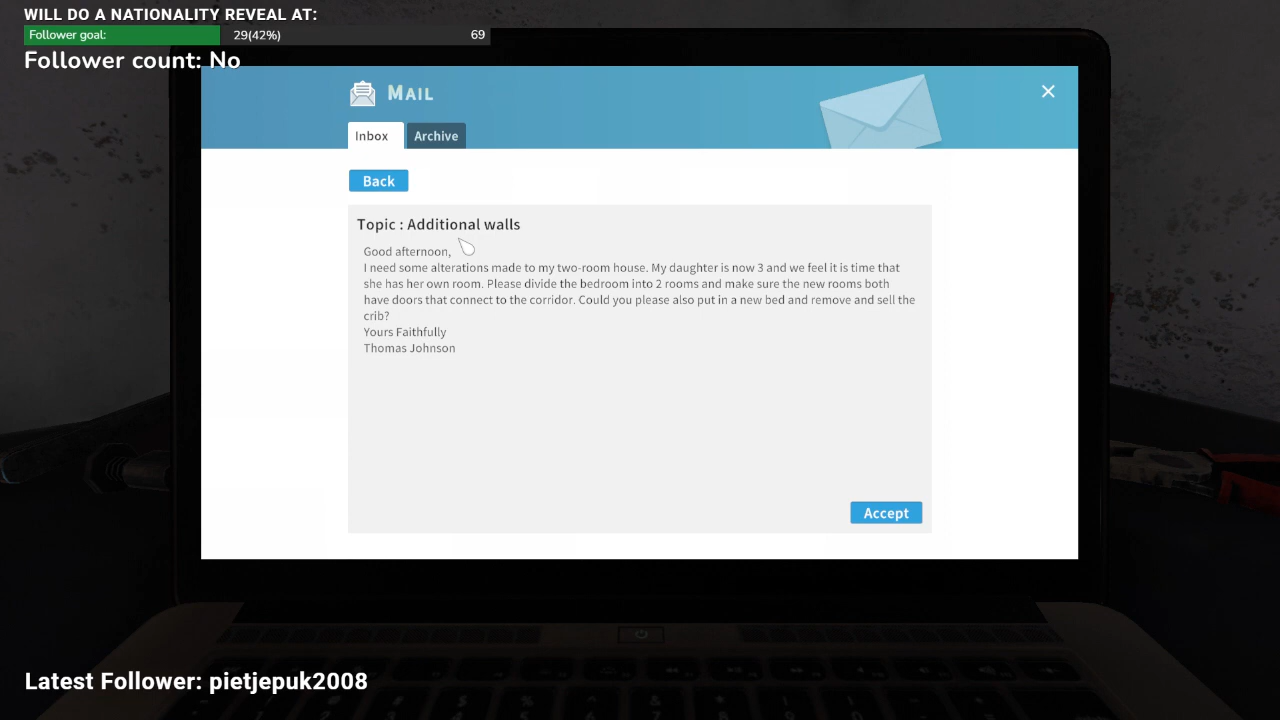 WILL DO A NATIONALITY REVEAL AT:
Follower goal: 29(42%) 69
Follower count: No
MAIL
Inbox Archive
Back
Topic : Additional walls
Good afternoon,
I need some alterations made to my two-room house. My daughter is now 3 and we feel it is time that
she has her own room. Please divide the bedroom into 2 rooms and make sure the new rooms both
have doors that connect to the corridor. Could you please also put in a new bed and remove and sell the
crib?
Yours Faithfully
Thomas Johnson
Accept
Latest Follower: pietjepuk2008